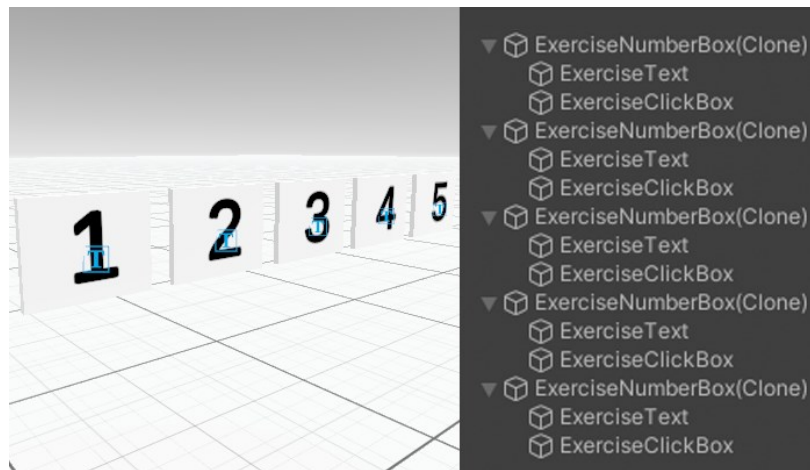 1
2
3
4
5
ExerciseNumberBox(Clone)
ExerciseText
ExerciseClickBox
ExerciseNumberBox(Clone)
ExerciseText
ExerciseClickBox
ExerciseNumberBox(Clone)
ExerciseText
ExerciseClickBox
ExerciseNumberBox(Clone)
ExerciseText
ExerciseClickBox
ExerciseNumberBox(Clone)
ExerciseText
ExerciseClickBox